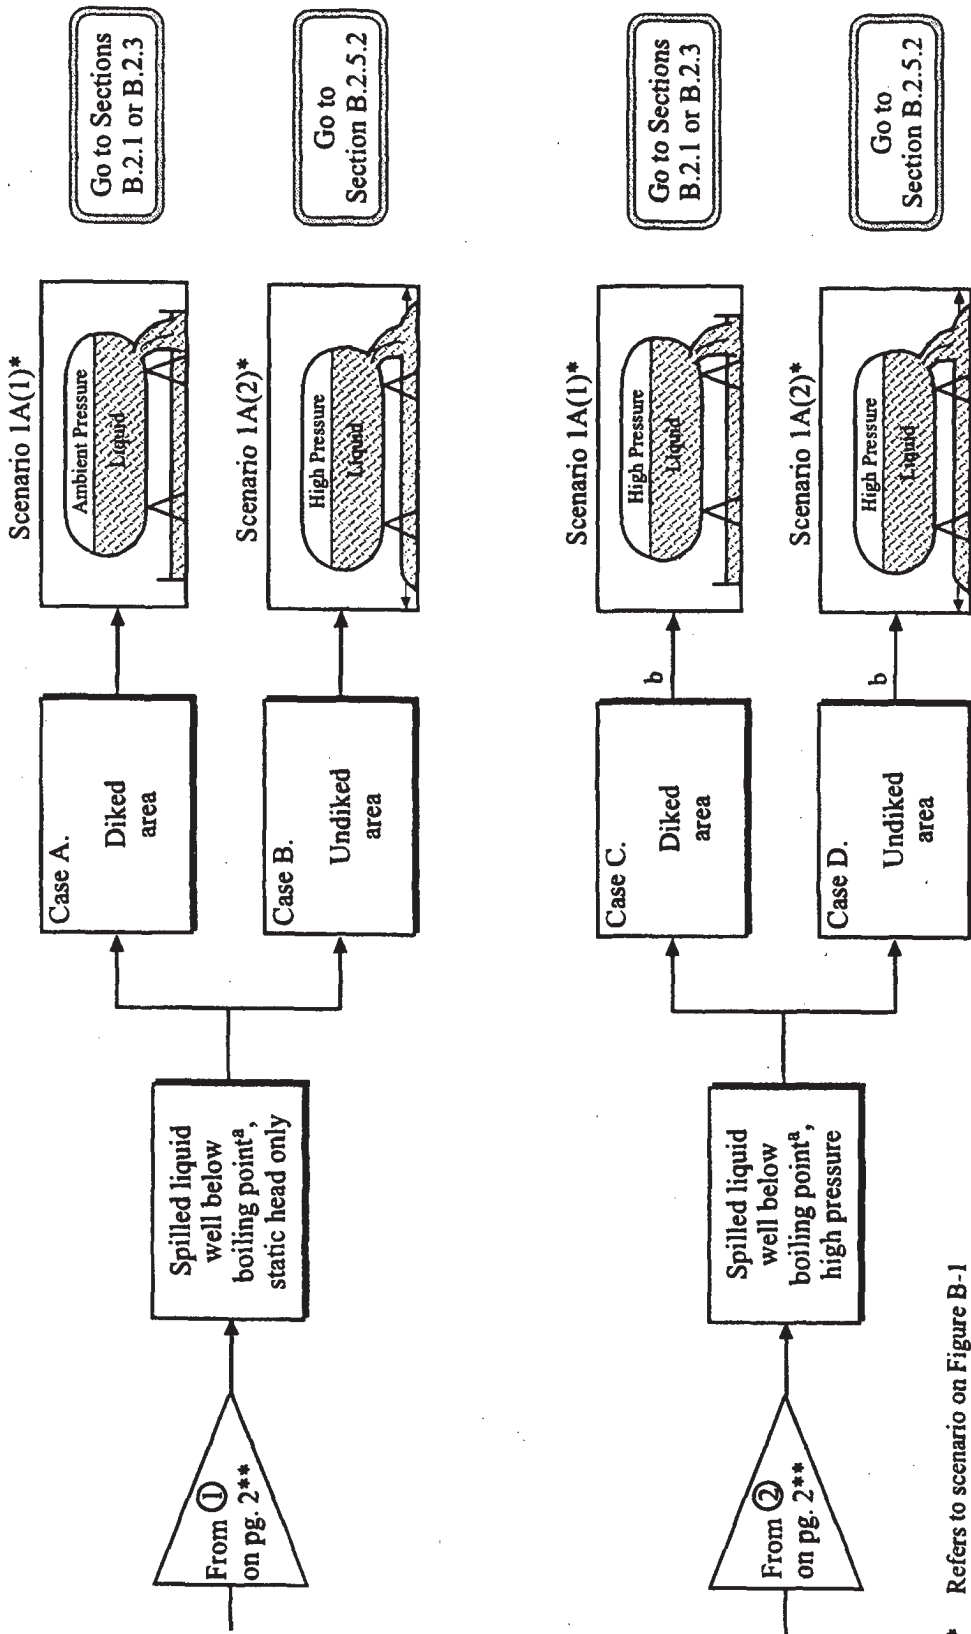 From ①
on pg. 2**
Spilled liquid
well below
boiling pointᵃ,
static head only
Case A.
Diked
area
Scenario 1A(1)*
Ambient Pressure
Liquid
Go to Sections
B.2.1 or B.2.3
Case B.
Undiked
area
Scenario 1A(2)*
High Pressure
Liquid
Go to
Section B.2.5.2
From ②
on pg. 2**
Spilled liquid
well below
boiling pointᵃ,
high pressure
Case C.
Diked
area
b
Scenario 1A(1)*
High Pressure
Liquid
Go to Sections
B.2.1 or B.2.3
Case D.
Undiked
area
b
Scenario 1A(2)*
High Pressure
Liquid
Go to
Section B.2.5.2
* Refers to scenario on Figure B-1